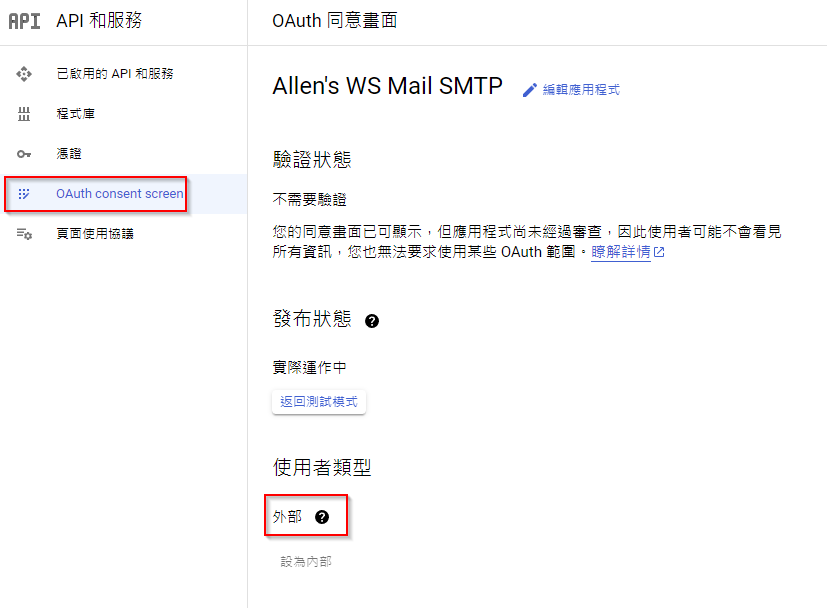 API API 和服務
OAuth 同意畫面
已啟用的 API 和服務
程式庫
憑證
OAuth consent screen
頁面使用協議
Allen's WS Mail SMTP 編輯應用程式
驗證狀態
不需要驗證
您的同意畫面已可顯示，但應用程式尚未經過審查，因此使用者可能不會看見
所有資訊，您也無法要求使用某些 OAuth 範圍。瞭解詳情
發布狀態 ?
實際運作中
返回測試模式
使用者類型
外部 ?
設為內部